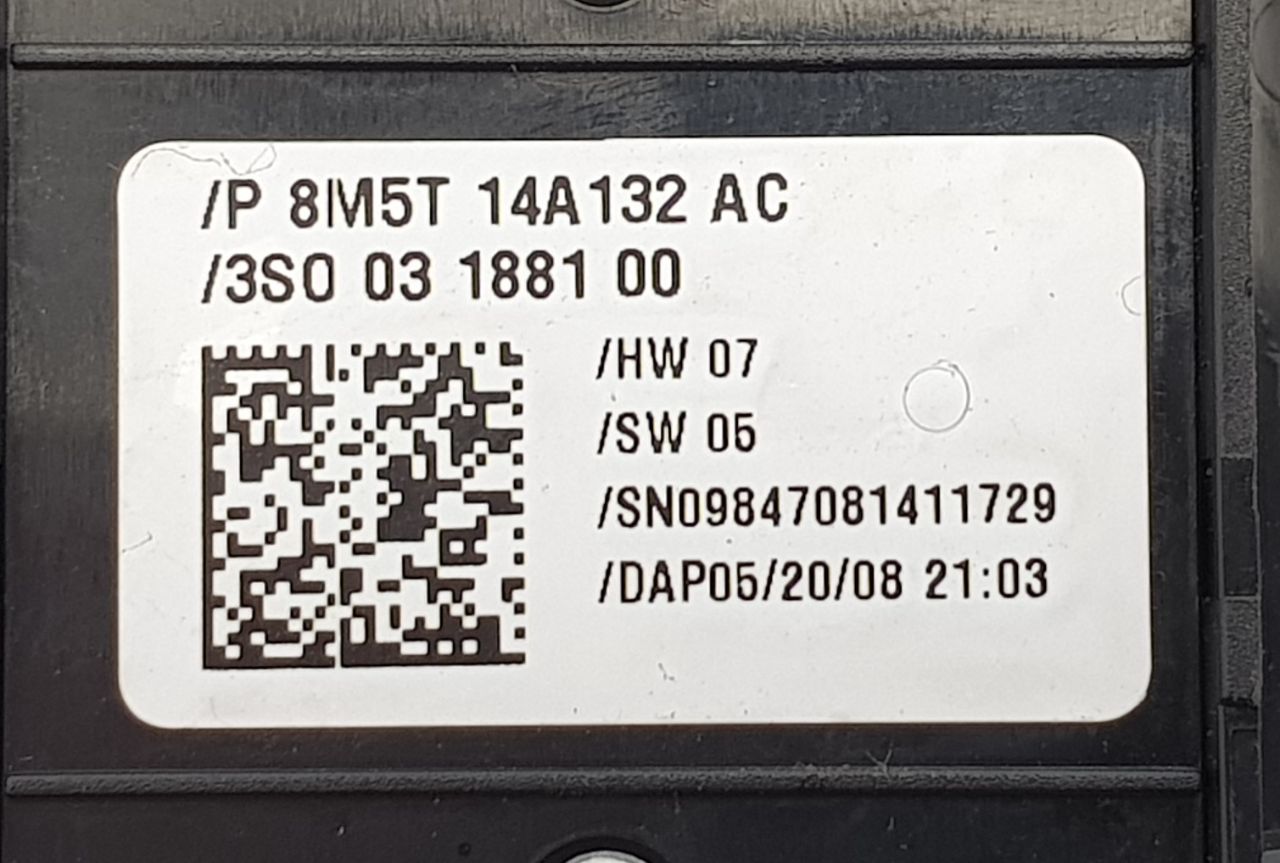 /P 8M5T 14A132 AC
/3S0 03 1881 00
/HW 07
/SW 05
/SN09847081411729
/DAP05/20/08 21:03